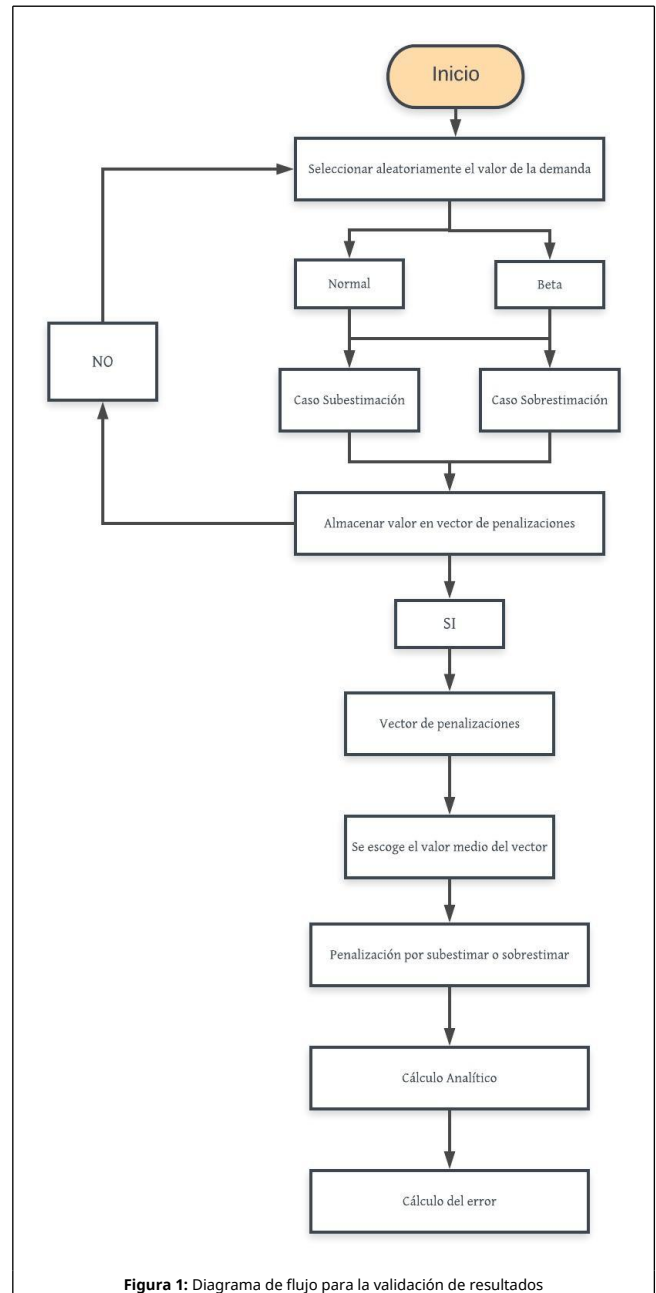 Inicio
Seleccionar aleatoriamente el valor de la demanda
Normal
Beta
NO
Caso Subestimación
Caso Sobrestimación
Almacenar valor en vector de penalizaciones
SI
Vector de penalizaciones
Se escoge el valor medio del vector
Penalización por subestimar o sobrestimar
Cálculo Analítico
Cálculo del error
Figura 1: Diagrama de flujo para la validación de resultados